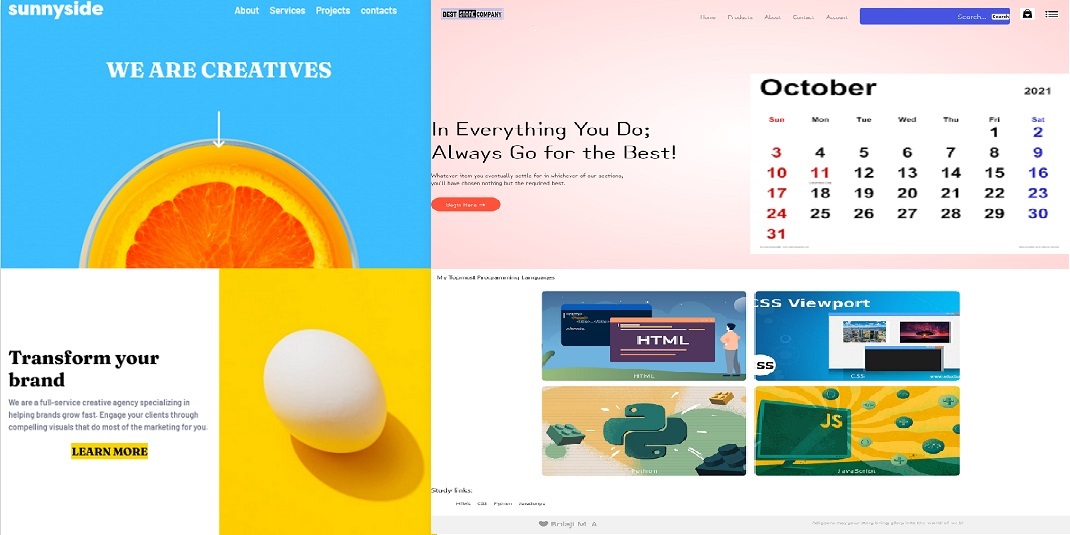 sunnyside
About Services Projects contacts
WE ARE CREATIVES
Transform your
brand
We are a full-service creative agency specializing in
helping brands grow fast. Engage your clients through
compelling visuals that do most of the marketing for you.
LEARN MORE
BEST STORE COMPANY
Home Products About Contact Account
Search... Search
In Everything You Do;
Always Go for the Best!
Whatever item you eventually settle for in whichever of our sections,
you'll have chosen nothing but the required best.
Begin Here →
October 2021
Sun Mon Tue Wed Thu Fri Sat
1 2
3 4 5 6 7 8 9
10 11 12 13 14 15 16
17 18 19 20 21 22 23
24 25 26 27 28 29 30
31
My Topmost Programming Languages
HTML
HTML
CSS Viewport
SS
CSS
Python
JS
JavaScript
Study links:
HTML CSS Python JavaScript
M. A